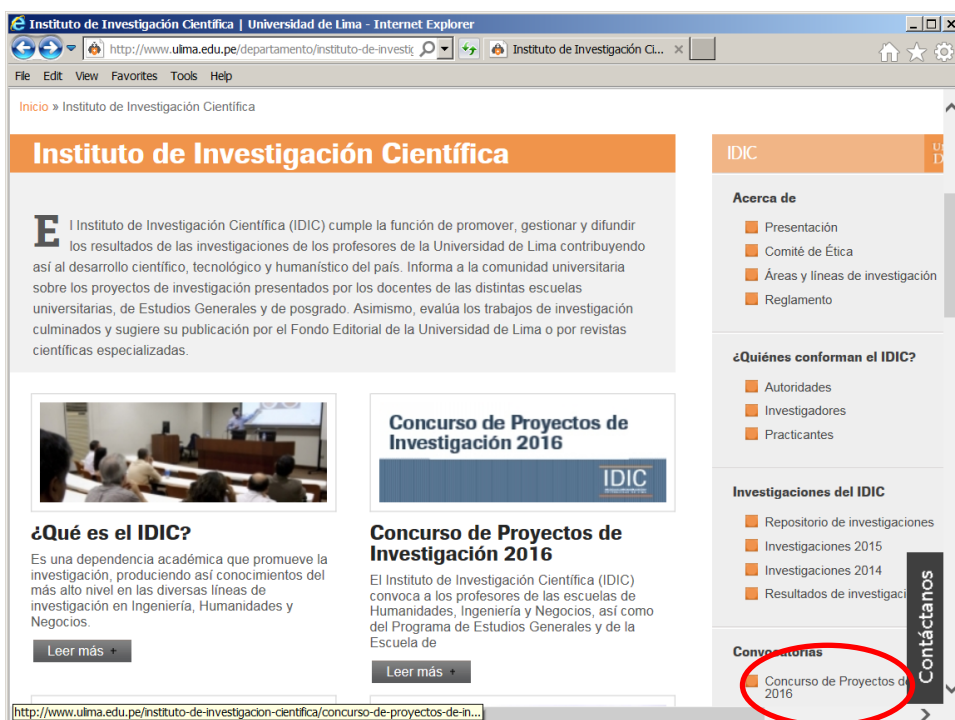 Instituto de Investigación Científica | Universidad de Lima - Internet Explorer
http://www.ulima.edu.pe/departamento/instituto-de-investig
Instituto de Investigación Ci...
File Edit View Favorites Tools Help
Inicio » Instituto de Investigación Científica
Instituto de Investigación Científica
El Instituto de Investigación Científica (IDIC) cumple la función de promover, gestionar y difundir
los resultados de las investigaciones de los profesores de la Universidad de Lima contribuyendo
así al desarrollo científico, tecnológico y humanístico del país. Informa a la comunidad universitaria
sobre los proyectos de investigación presentados por los docentes de las distintas escuelas
universitarias, de Estudios Generales y de posgrado. Asimismo, evalúa los trabajos de investigación
culminados y sugiere su publicación por el Fondo Editorial de la Universidad de Lima o por revistas
científicas especializadas.
¿Qué es el IDIC?
Es una dependencia académica que promueve la
investigación, produciendo así conocimientos del
más alto nivel en las diversas líneas de
investigación en Ingeniería, Humanidades y
Negocios.
Leer más +
Concurso de Proyectos de
Investigación 2016
IDIC
Concurso de Proyectos de
Investigación 2016
El Instituto de Investigación Científica (IDIC)
convoca a los profesores de las escuelas de
Humanidades, Ingeniería y Negocios, así como
del Programa de Estudios Generales y de la
Escuela de
Leer más +
IDIC
Acerca de
Presentación
Comité de Ética
Áreas y líneas de investigación
Reglamento
¿Quiénes conforman el IDIC?
Autoridades
Investigadores
Practicantes
Investigaciones del IDIC
Repositorio de investigaciones
Investigaciones 2015
Investigaciones 2014
Resultados de investigaci
Convocatorias
Concurso de Proyectos de
2016
Contáctanos
http://www.ulima.edu.pe/instituto-de-investigacion-cientifica/concurso-de-proyectos-de-in...